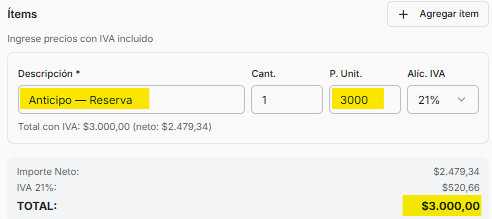 Ítems
+ Agregar ítem
Ingrese precios con IVA incluido
Descripción * Cant. P. Unit. Alíc. IVA
Anticipo — Reserva 1 3000 21%
Total con IVA: $3.000,00 (neto: $2.479,34)
Importe Neto: $2.479,34
IVA 21%: $520,66
TOTAL: $3.000,00